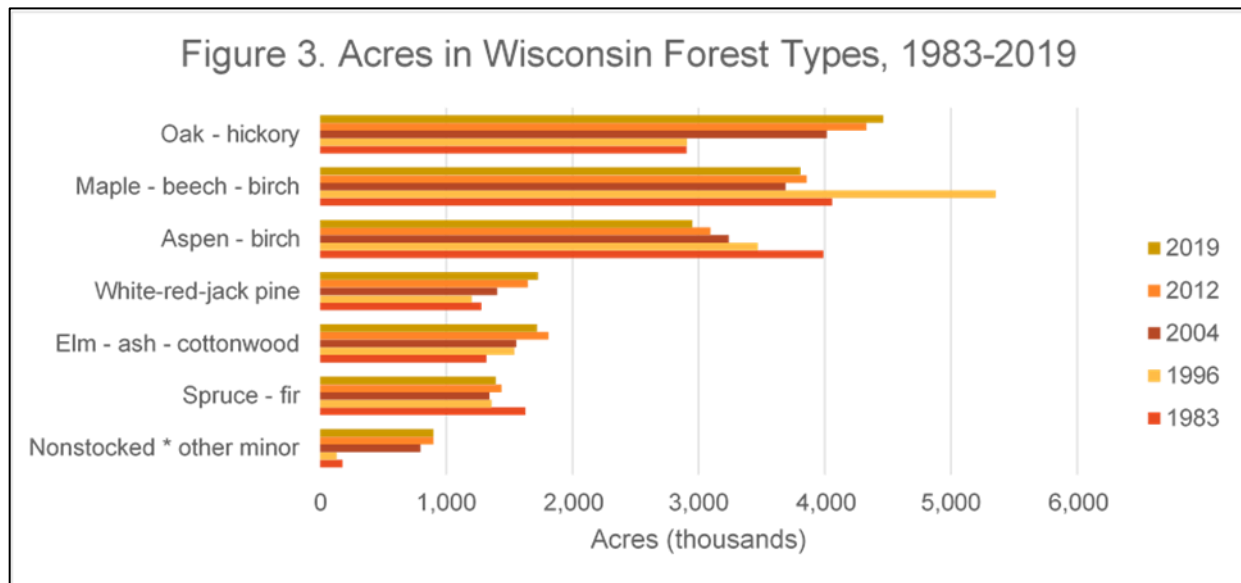 Figure 3. Acres in Wisconsin Forest Types, 1983-2019
Oak - hickory
Maple - beech - birch
Aspen - birch
White-red-jack pine
Elm - ash - cottonwood
Spruce - fir
Nonstocked * other minor
2019
2012
2004
1996
1983
0 1,000 2,000 3,000 4,000 5,000 6,000
Acres (thousands)